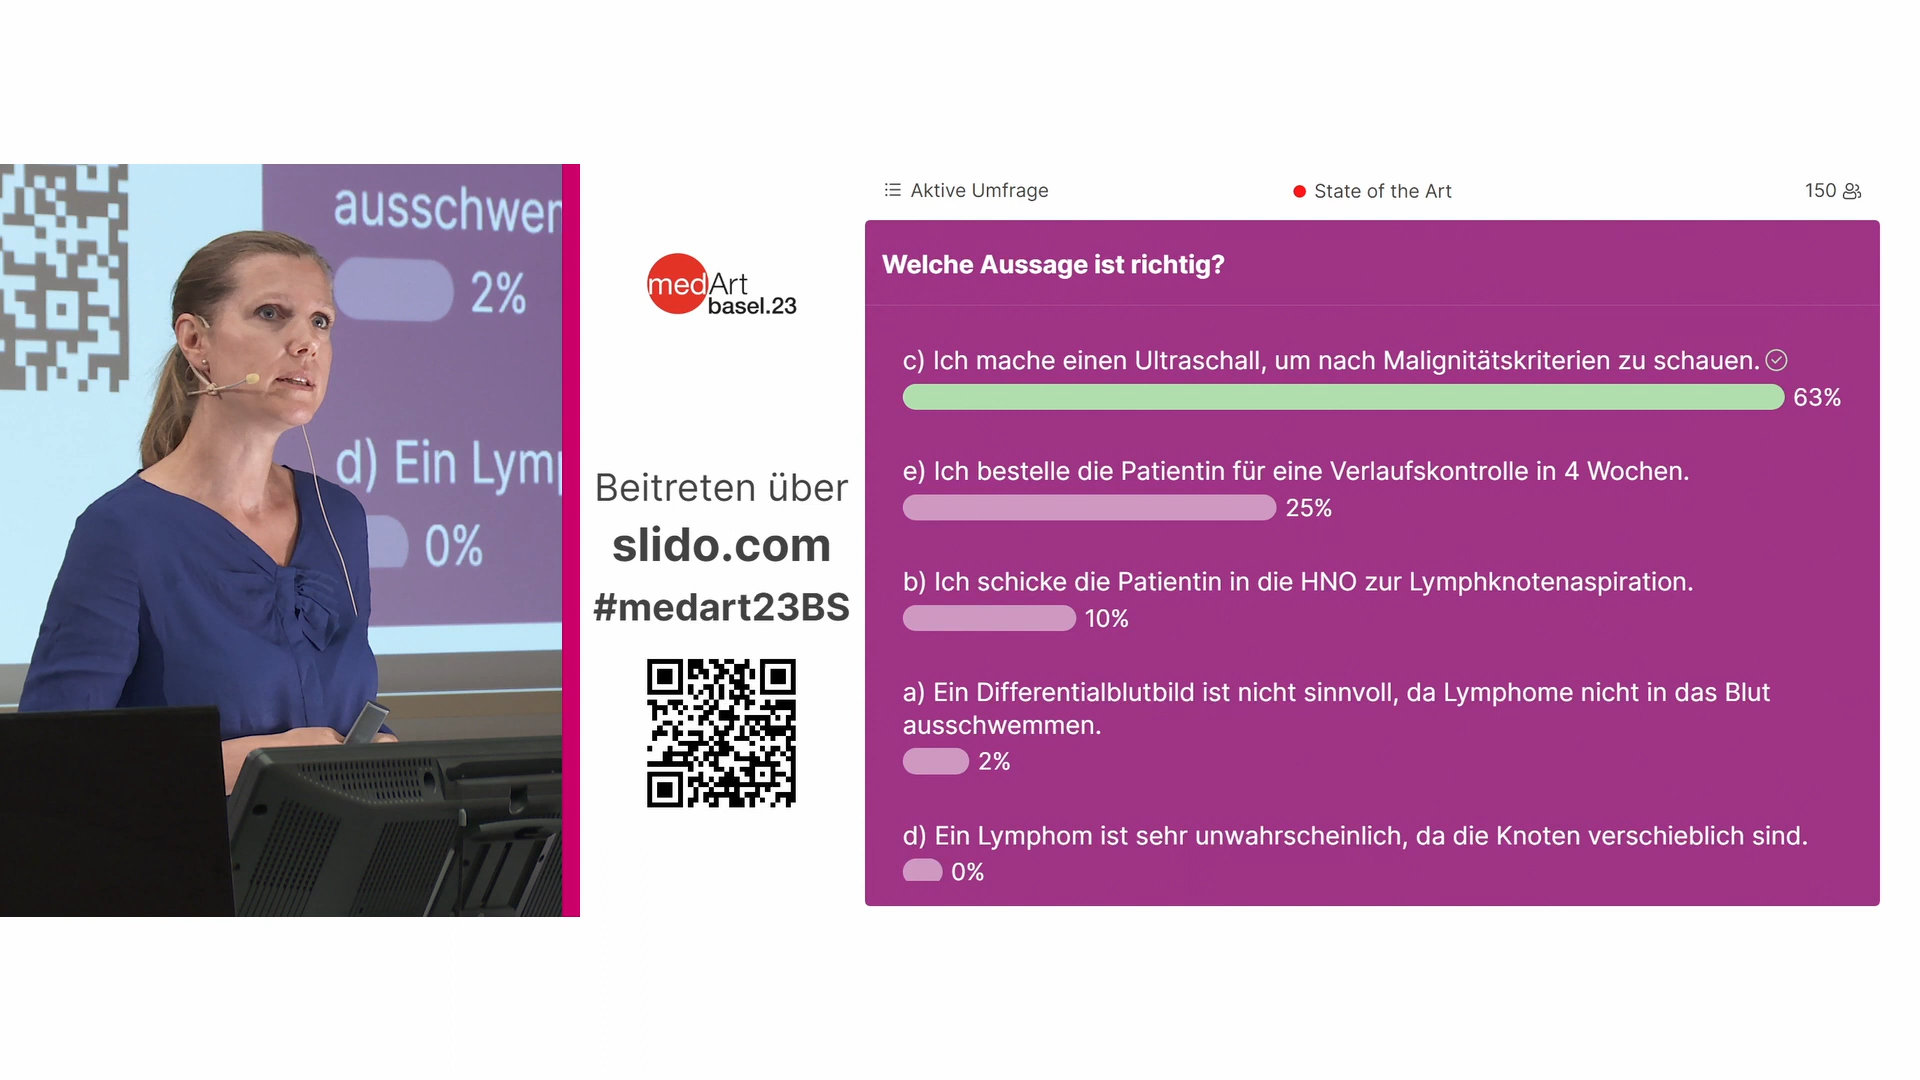 ausschwer
2%
d) Ein Lymp
0%
medArt
basel.23
Beitreten über
slido.com
#medart23BS
Aktive Umfrage
State of the Art
150
Welche Aussage ist richtig?
c) Ich mache einen Ultraschall, um nach Malignitätskriterien zu schauen.
63%
e) Ich bestelle die Patientin für eine Verlaufskontrolle in 4 Wochen.
25%
b) Ich schicke die Patientin in die HNO zur Lymphknotenaspiration.
10%
a) Ein Differentialblutbild ist nicht sinnvoll, da Lymphome nicht in das Blut
ausschwemmen.
2%
d) Ein Lymphom ist sehr unwahrscheinlich, da die Knoten verschieblich sind.
0%